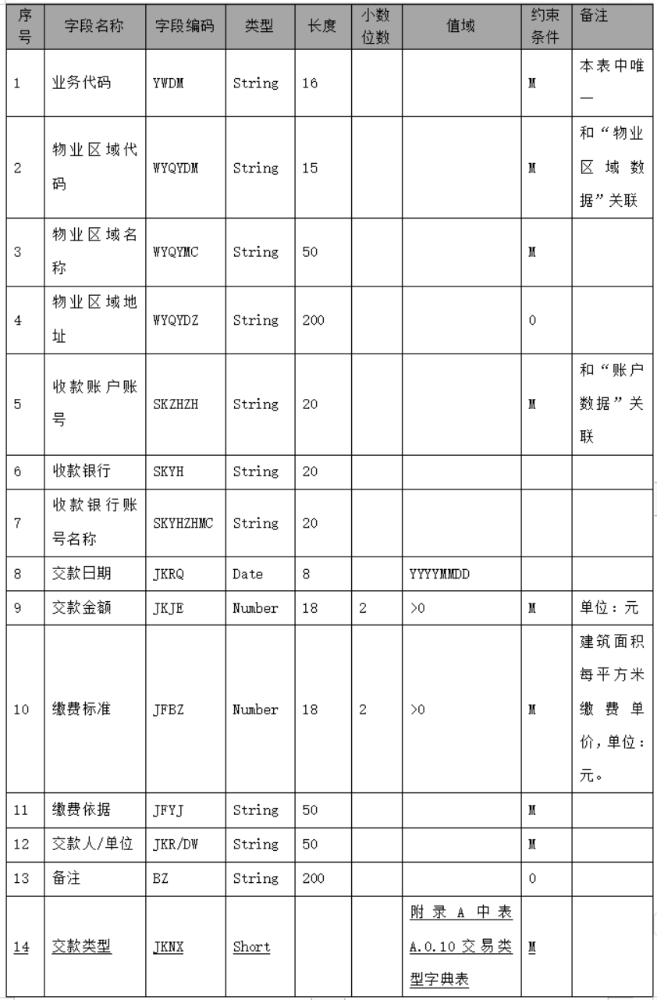 序号 字段名称 字段编码 类型 长度 小数位数 值域 约束条件 备注
1 业务代码 YWDM String 16 M 本表中唯一
2 物业区域代码 WYQYDM String 15 M 和“物业区域数据”关联
3 物业区域名称 WYQYMC String 50 M
4 物业区域地址 WYQYDZ String 200 O
5 收款账户账号 SKZHZH String 20 M 和“账户数据”关联
6 收款银行 SKYH String 20
7 收款银行账号名称 SKYHZHMC String 20
8 交款日期 JKRQ Date 8 YYYYMMDD
9 交款金额 JKJE Number 18 2 >0 M 单位：元
10 缴费标准 JFBZ Number 18 2 >0 M 建筑面积每平方米缴费单价，单位：元。
11 缴费依据 JFYJ String 50 M
12 交款人/单位 JKR/DW String 50 M
13 备注 BZ String 200 O
14 交款类型 JKNX Short 附录A中表A.0.10交易类型字典表 M